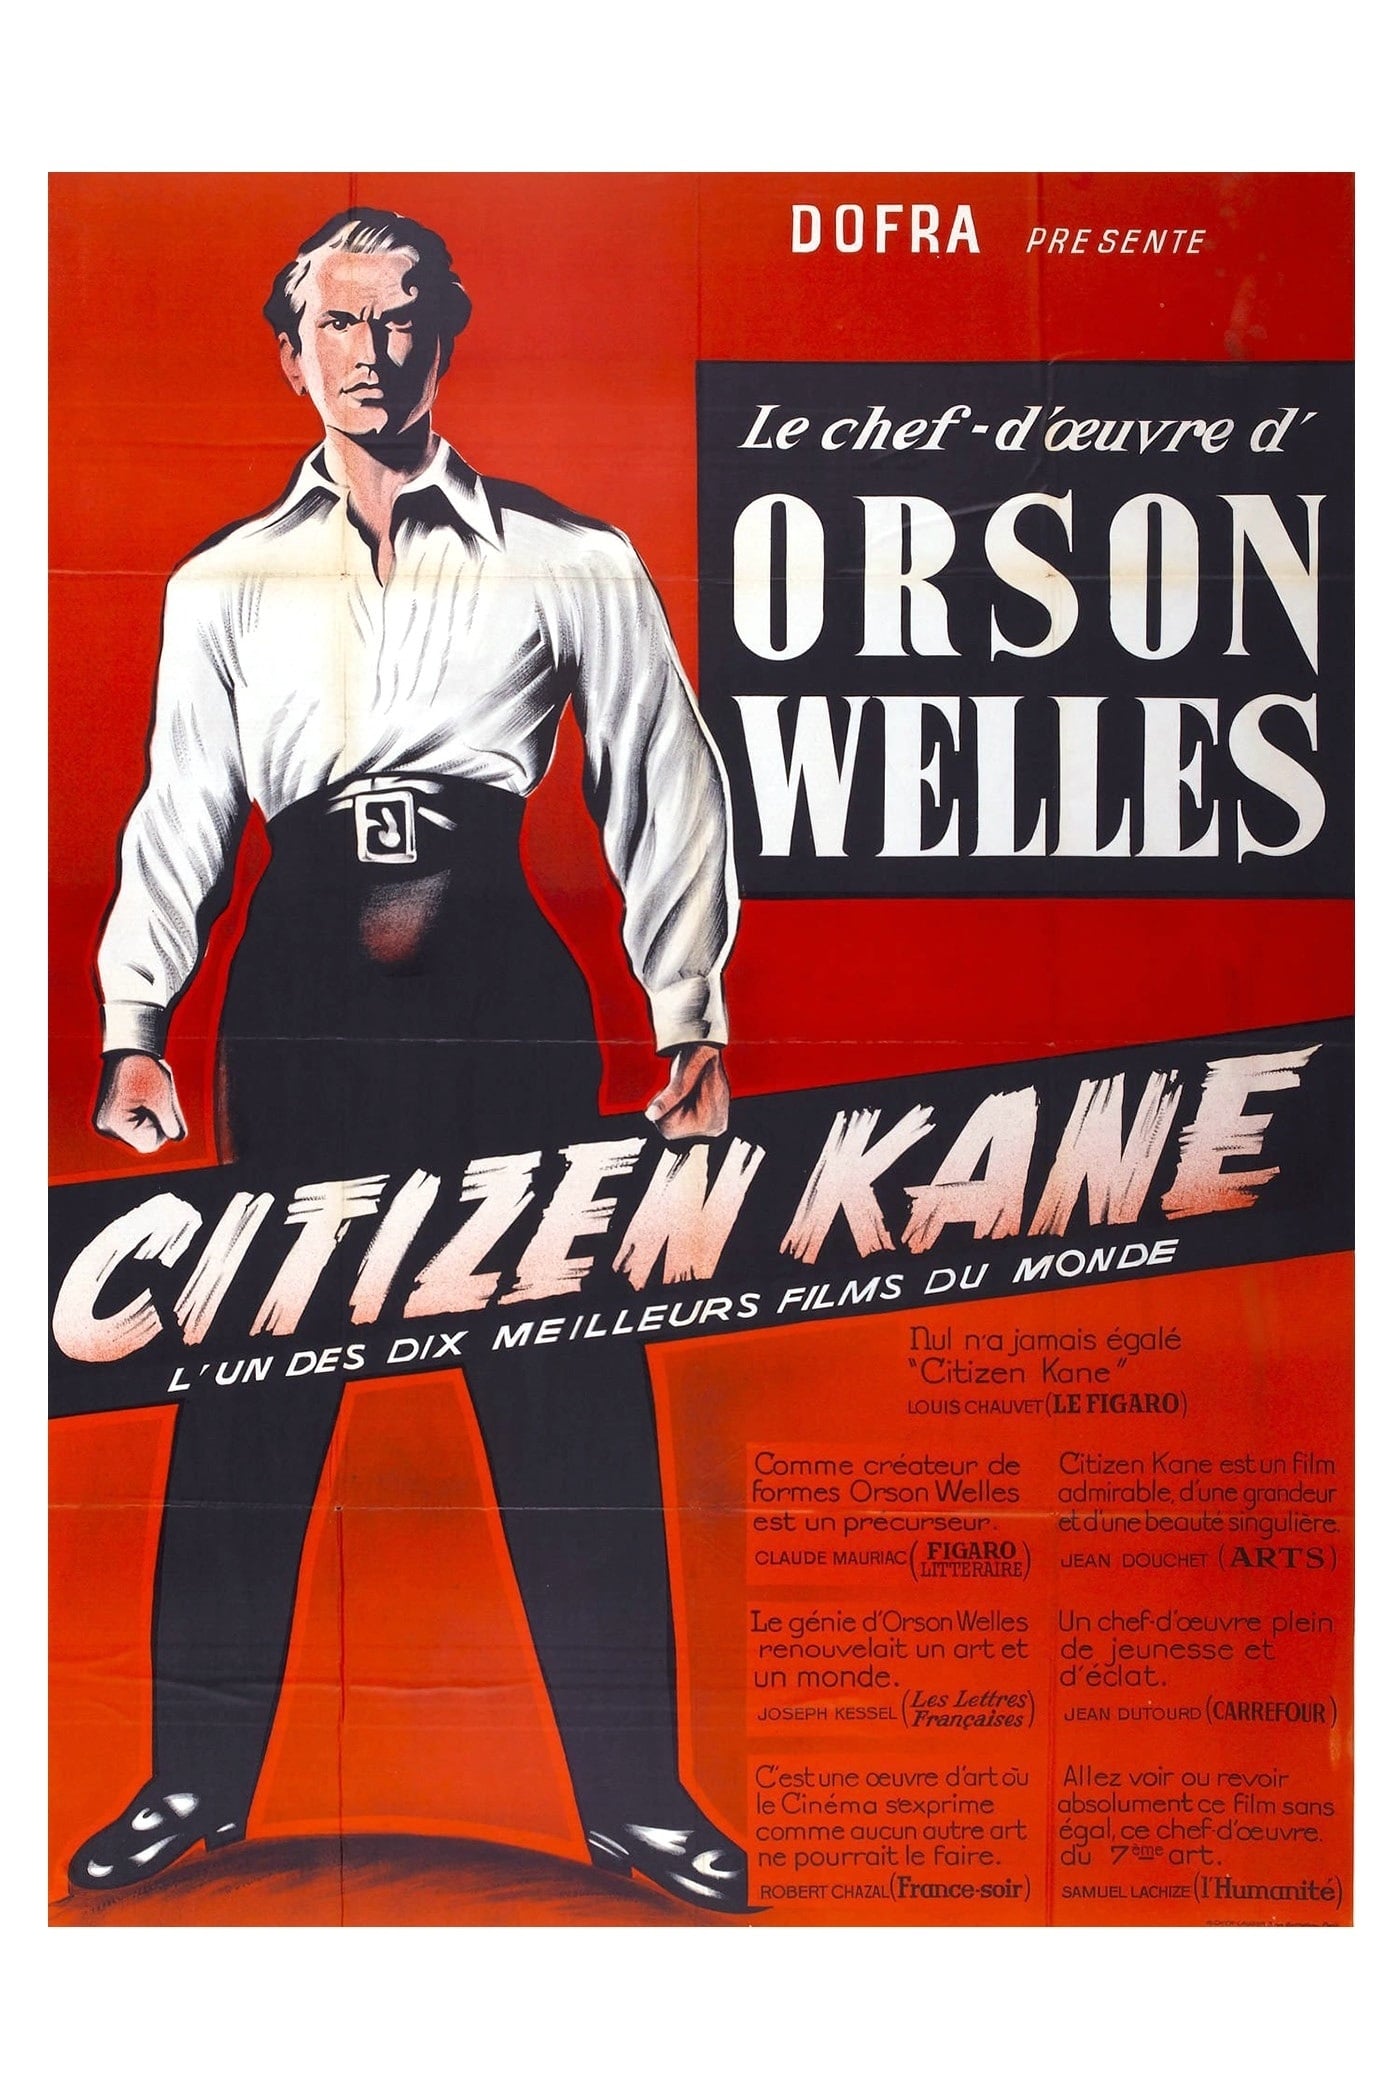 DOFRA PRESENTE
Le chef-d'œuvre d'
ORSON
WELLES
CITIZEN KANE
L'UN DES DIX MEILLEURS FILMS DU MONDE
Nul n'a jamais égalé
"Citizen Kane"
LOUIS CHAUVET (LE FIGARO)
Comme créateur de
formes Orson Welles
est un précurseur.
CLAUDE MAURIAC (FIGARO
LITTERAIRE)
Citizen Kane est un film
admirable, d'une grandeur
et d'une beauté singulière.
JEAN DOUCHET (ARTS)
Le génie d'Orson Welles
renouvelait un art et
un monde.
JOSEPH KESSEL (Les Lettres
Françaises)
Un chef-d'œuvre plein
de jeunesse et
d'éclat.
JEAN DUTOURD (CARREFOUR)
C'est une œuvre d'art où
le Cinéma s'exprime
comme aucun autre art
ne pourrait le faire.
ROBERT CHAZAL (France-soir)
Allez voir ou revoir
absolument ce film sans
égal, ce chef-d'œuvre.
du 7ème art.
SAMUEL LACHIZE (l'Humanité)